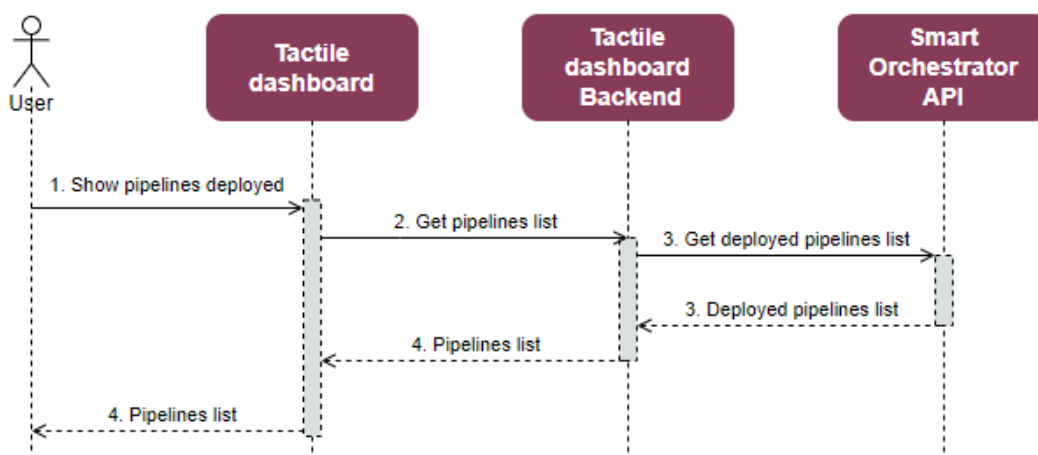 User
Tactile
dashboard
Tactile
dashboard
Backend
Smart
Orchestrator
API
1. Show pipelines deployed
2. Get pipelines list
3. Get deployed pipelines list
3. Deployed pipelines list
4. Pipelines list
4. Pipelines list